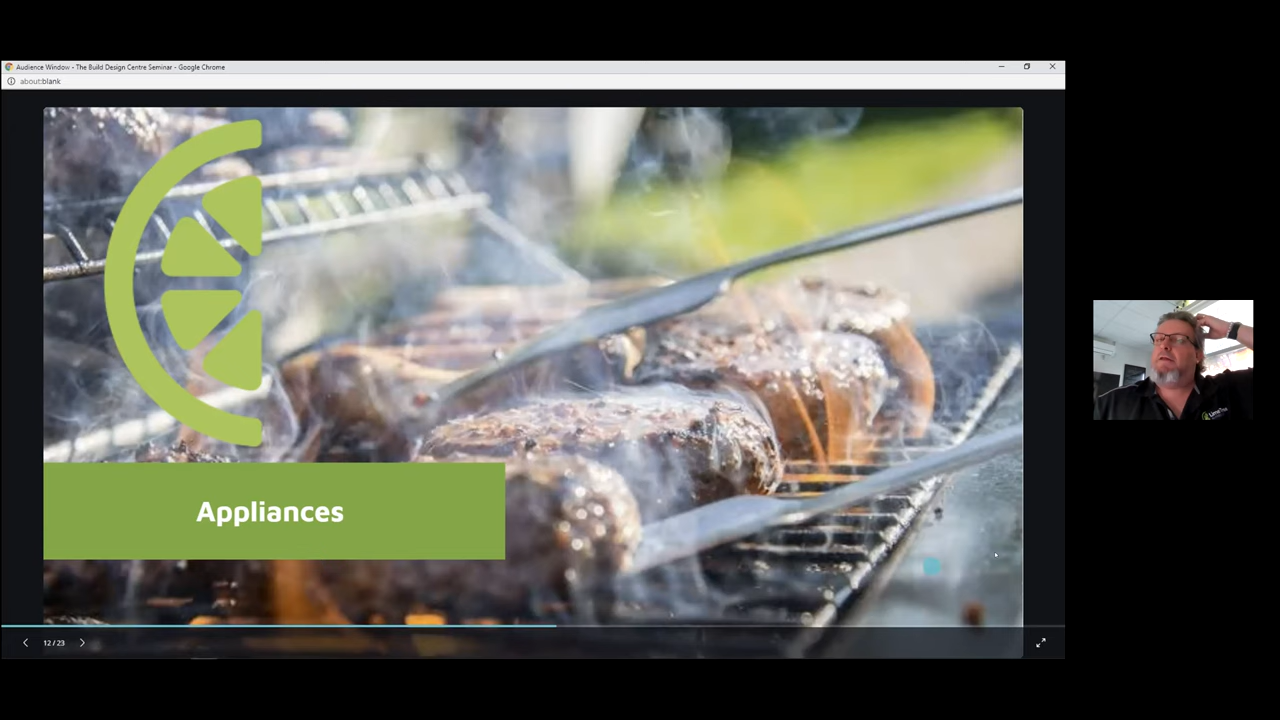 Audience Window - The Build Design Centre Seminar - Google Chrome
about:blank
Appliances
12 / 23